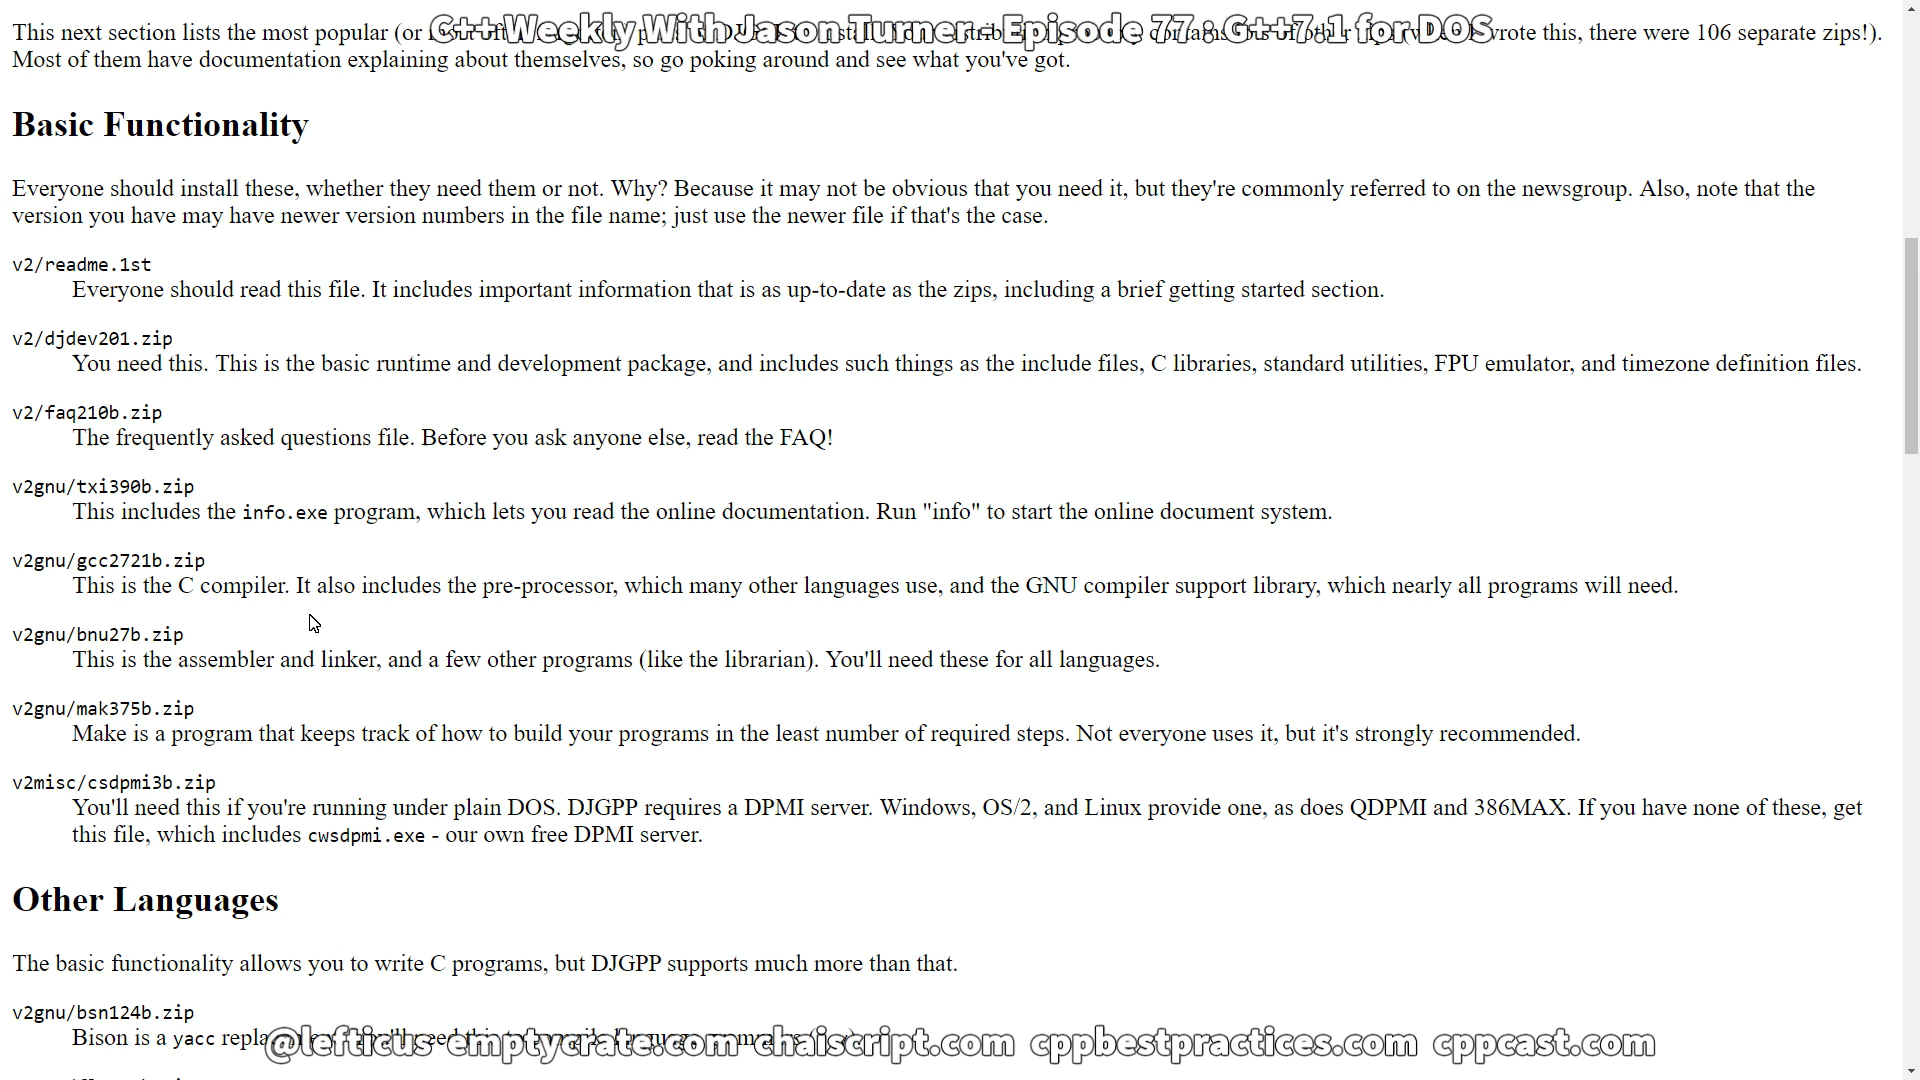 C++ Weekly With Jason Turner - Episode 77 : G++7.1 for DOS
This next section lists the most popular (or wrote this, there were 106 separate zips!).
Most of them have documentation explaining about themselves, so go poking around and see what you've got.
Basic Functionality
Everyone should install these, whether they need them or not. Why? Because it may not be obvious that you need it, but they're commonly referred to on the newsgroup. Also, note that the
version you have may have newer version numbers in the file name; just use the newer file if that's the case.
v2/readme.1st
Everyone should read this file. It includes important information that is as up-to-date as the zips, including a brief getting started section.
v2/djdev201.zip
You need this. This is the basic runtime and development package, and includes such things as the include files, C libraries, standard utilities, FPU emulator, and timezone definition files.
v2/faq210b.zip
The frequently asked questions file. Before you ask anyone else, read the FAQ!
v2gnu/txi390b.zip
This includes the info.exe program, which lets you read the online documentation. Run "info" to start the online document system.
v2gnu/gcc2721b.zip
This is the C compiler. It also includes the pre-processor, which many other languages use, and the GNU compiler support library, which nearly all programs will need.
v2gnu/bnu27b.zip
This is the assembler and linker, and a few other programs (like the librarian). You'll need these for all languages.
v2gnu/mak375b.zip
Make is a program that keeps track of how to build your programs in the least number of required steps. Not everyone uses it, but it's strongly recommended.
v2misc/csdpmi3b.zip
You'll need this if you're running under plain DOS. DJGPP requires a DPMI server. Windows, OS/2, and Linux provide one, as does QDPMI and 386MAX. If you have none of these, get
this file, which includes cwsdpmi.exe - our own free DPMI server.
Other Languages
The basic functionality allows you to write C programs, but DJGPP supports much more than that.
v2gnu/bsn124b.zip
Bison is a yacc
@lefticus emptycrate.com chaiscript.com cppbestpractices.com cppcast.com